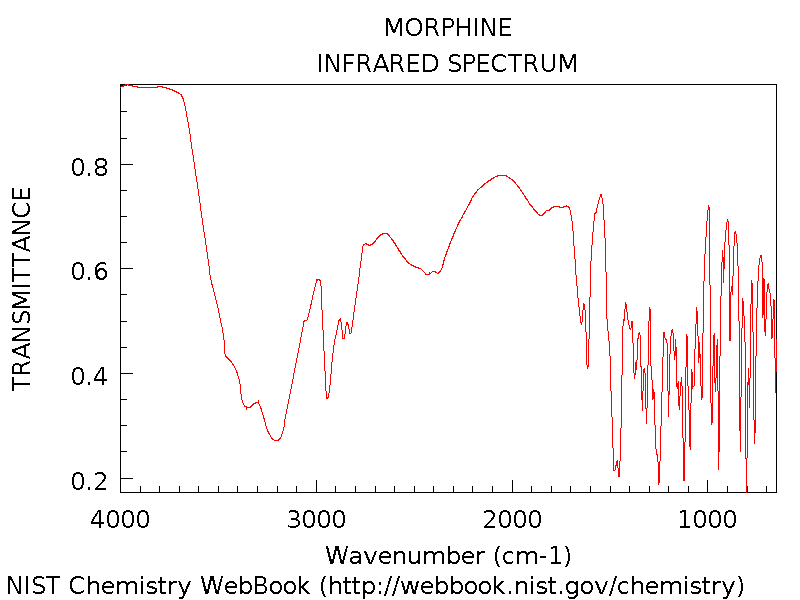 MORPHINE
INFRARED SPECTRUM
TRANSMITTANCE
0.8
0.6
0.4
0.2
4000 3000 2000 1000
Wavenumber (cm-1)
NIST Chemistry WebBook (http://webbook.nist.gov/chemistry)